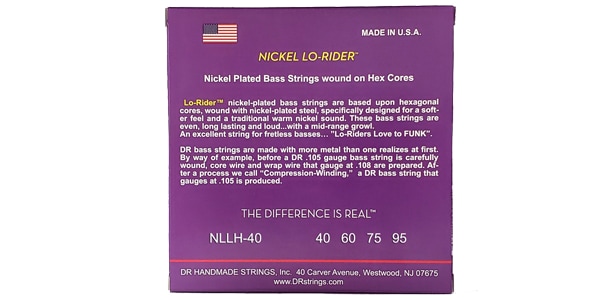 MADE IN U.S.A.
NICKEL LO-RIDER™
Nickel Plated Bass Strings wound on Hex Cores
Lo-Rider™ nickel-plated bass strings are based upon hexagonal
cores, wound with nickel-plated steel, specifically designed for a soft-
er feel and a traditional warm nickel sound. These bass strings are
even, long lasting and loud...with a mid-range growl.
An excellent string for fretless basses... "Lo-Riders Love to FUNK".
DR bass strings are made with more metal than one realizes at first.
By way of example, before a DR .105 gauge bass string is carefully
wound, core wire and wrap wire that gauge at .108 are prepared. Af-
ter a process we call “Compression-Winding,” a DR bass string that
gauges at .105 is produced.
THE DIFFERENCE IS REAL™
NLLH-40 40 60 75 95
DR HANDMADE STRINGS, Inc. 40 Carver Avenue, Westwood, NJ 07675
www.DRstrings.com